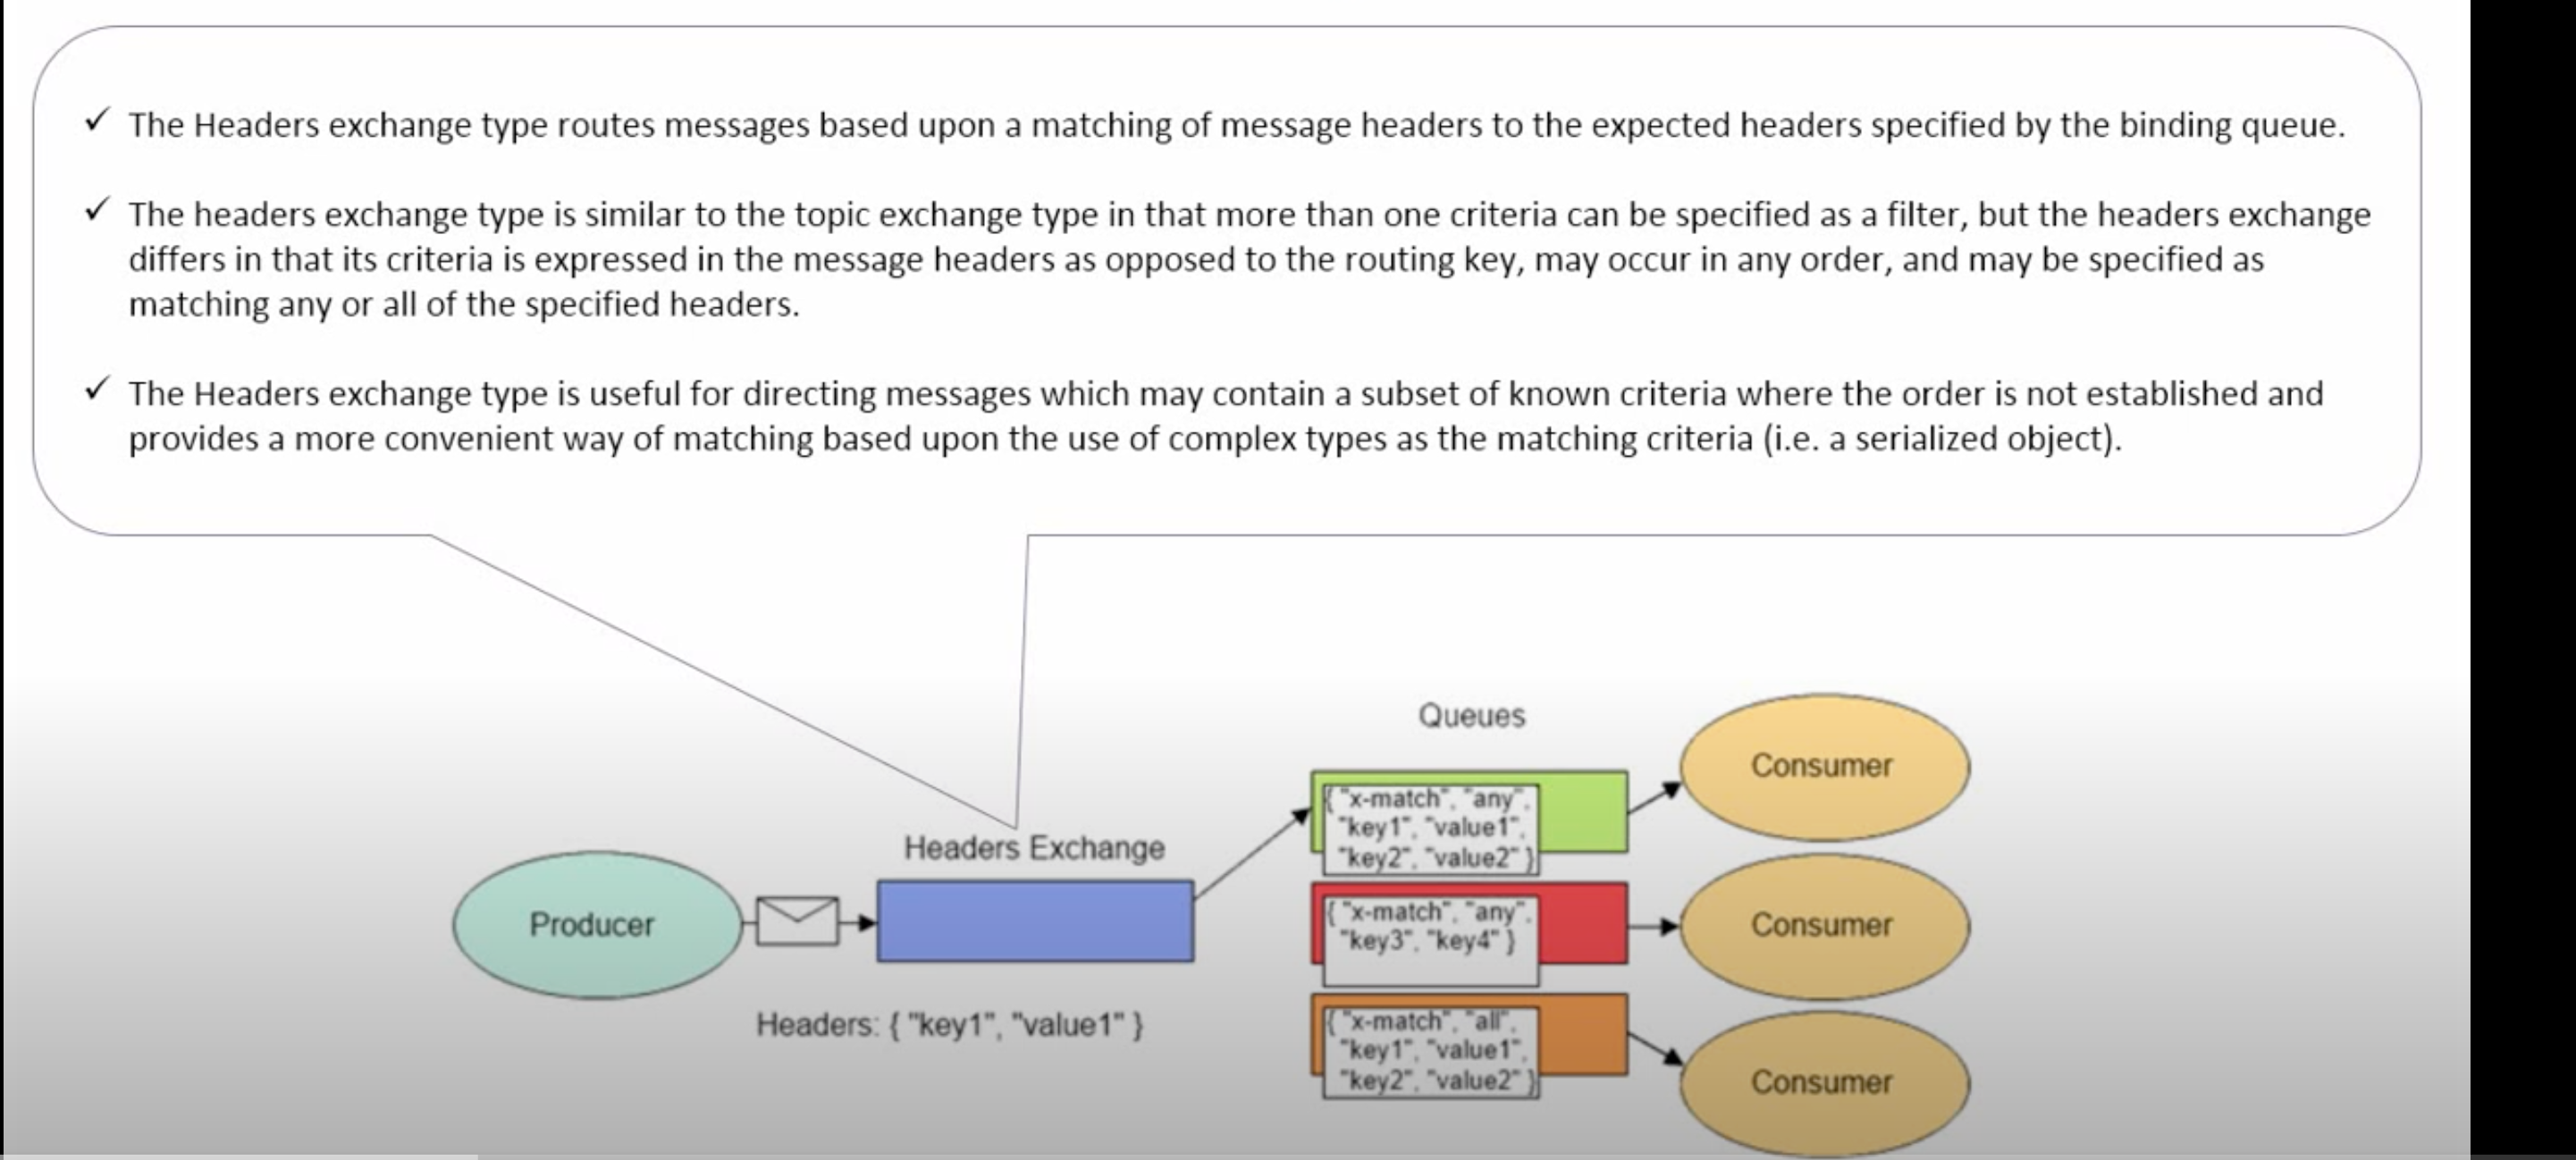 ✓ The Headers exchange type routes messages based upon a matching of message headers to the expected headers specified by the binding queue.
✓ The headers exchange type is similar to the topic exchange type in that more than one criteria can be specified as a filter, but the headers exchange
differs in that its criteria is expressed in the message headers as opposed to the routing key, may occur in any order, and may be specified as
matching any or all of the specified headers.
✓ The Headers exchange type is useful for directing messages which may contain a subset of known criteria where the order is not established and
provides a more convenient way of matching based upon the use of complex types as the matching criteria (i.e. a serialized object).
Producer
Headers Exchange
Headers: { "key1", "value1" }
Queues
{ "x-match", "any",
"key1", "value1",
"key2", "value2" }
Consumer
{ "x-match", "any",
"key3", "key4" }
Consumer
{ "x-match", "all",
"key1", "value1",
"key2", "value2" }
Consumer